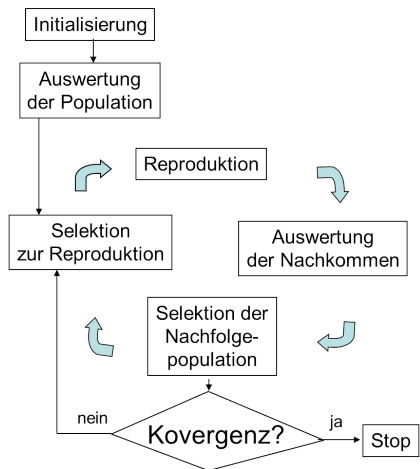 Initialisierung
Auswertung
der Population
Reproduktion
Selektion
zur Reproduktion
Auswertung
der Nachkommen
Selektion der
Nachfolge-
population
nein
Kovergenz?
ja
Stop